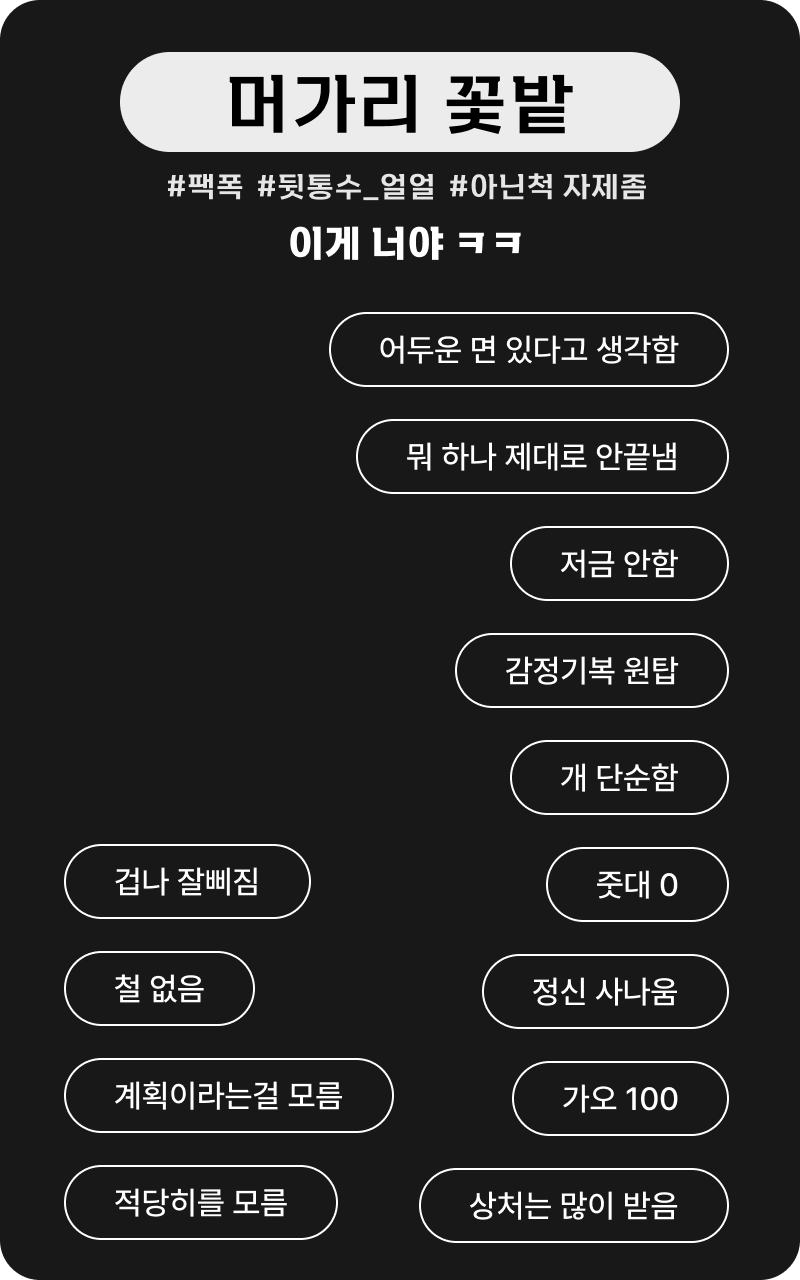 머가리 꽃밭
#팩폭 #뒷통수_얼얼 #아닌척 자제좀
이게 너야 ㅋㅋ
어두운 면 있다고 생각함
뭐 하나 제대로 안끝냄
저금 안함
감정기복 원탑
개 단순함
겁나 잘삐짐
줏대 0
철 없음
정신 사나움
계획이라는걸 모름
가오 100
적당히를 모름
상처는 많이 받음